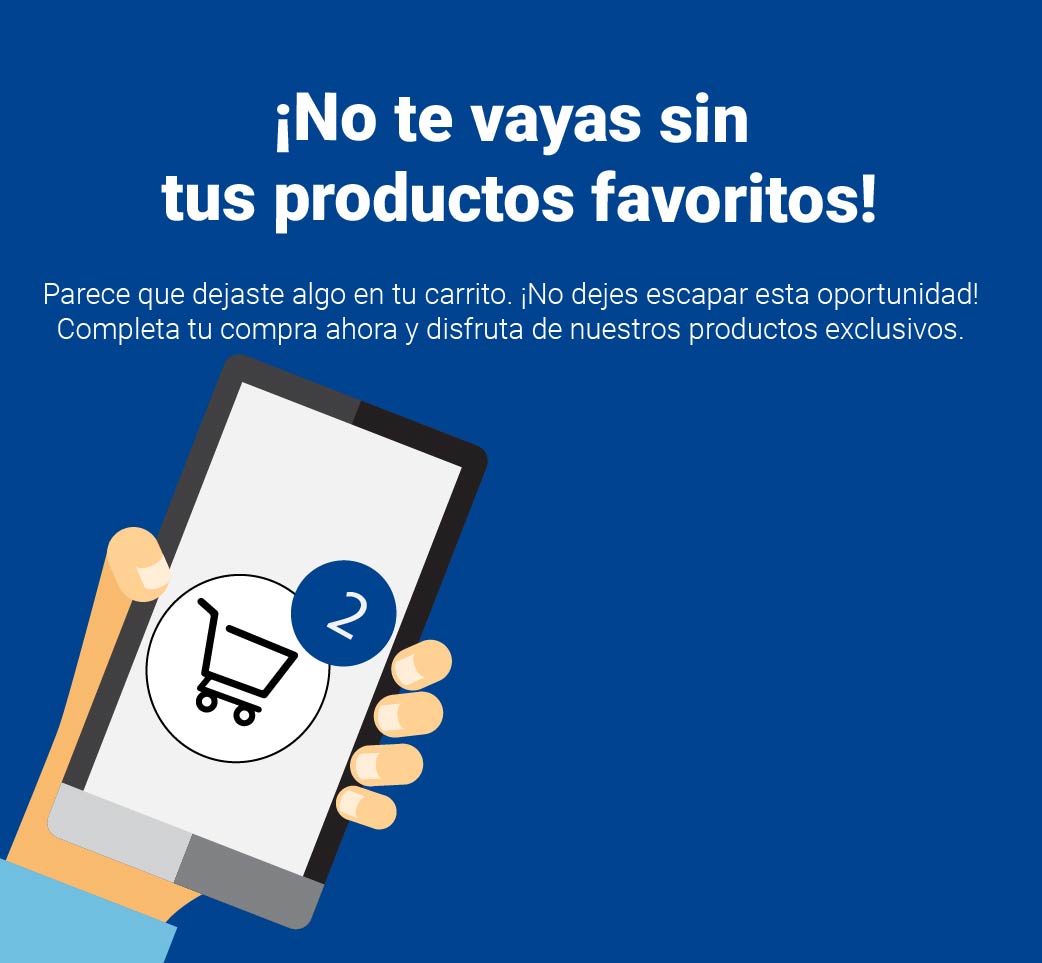 ¡No te vayas sin
tus productos favoritos!
Parece que dejaste algo en tu carrito. ¡No dejes escapar esta oportunidad!
Completa tu compra ahora y disfruta de nuestros productos exclusivos.
2